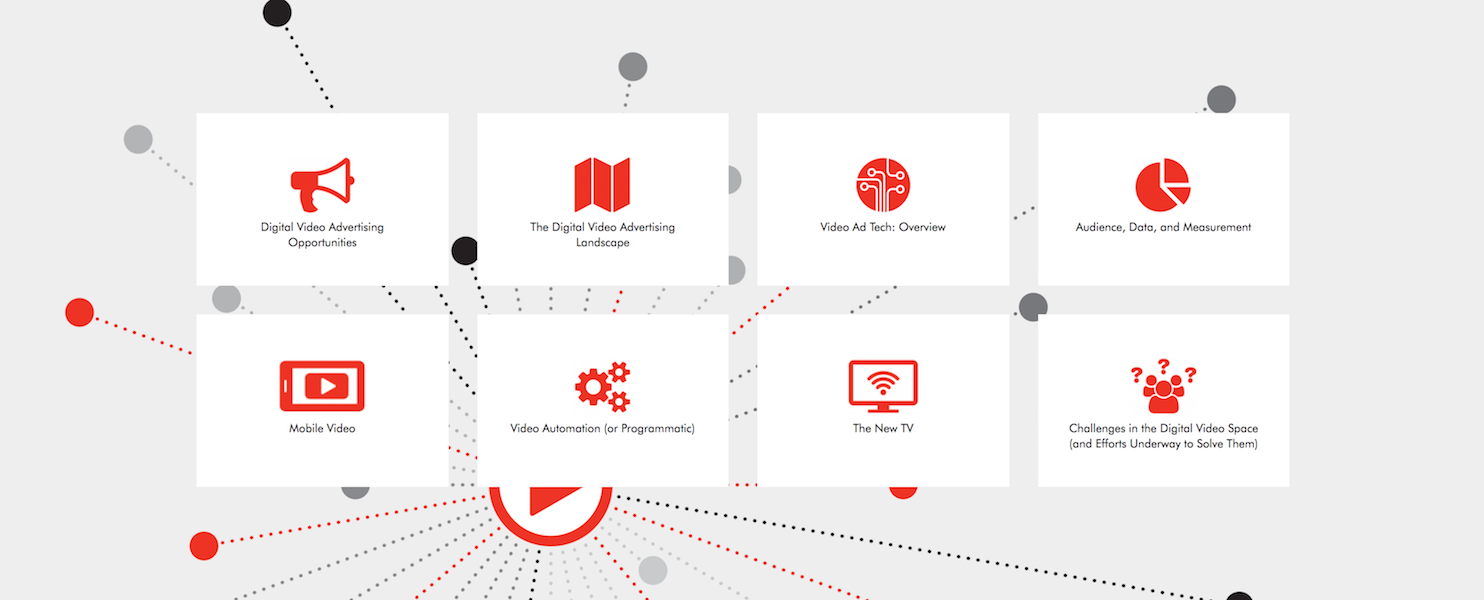 Digital Video Advertising
Opportunities
The Digital Video Advertising
Landscape
Video Ad Tech: Overview
Audience, Data, and Measurement
Mobile Video
Video Automation (or Programmatic)
The New TV
? ? ?
Challenges in the Digital Video Space
(and Efforts Underway to Solve Them)